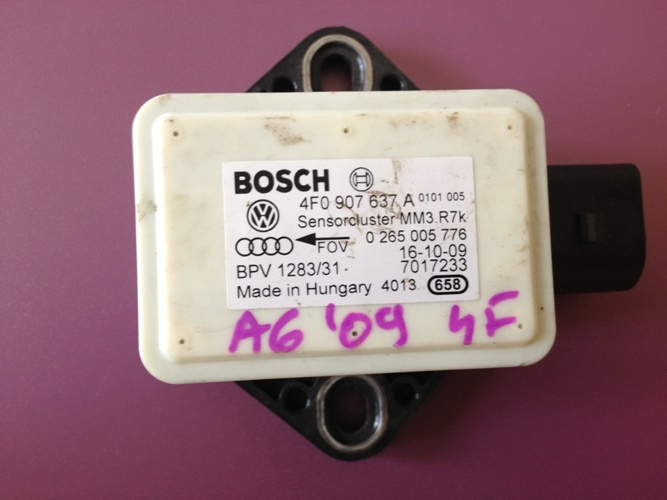 BOSCH
4F0 907 637 A 0101 005
Sensorcluster MM3.R7k
FOV 0 265 005 776
16-10-09
BPV 1283/31 7017233
Made in Hungary 4013 658
A6 '09 4F